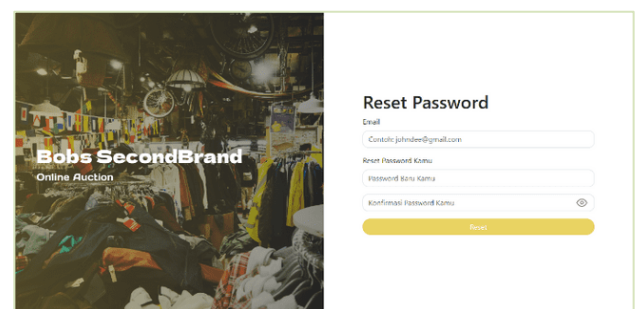 Bobs SecondBrand
Online Auction
Reset Password
Email
Contoh: juhndee@gmail.com
Reset Password Kamu
Password Baru Kamu
Konfirmasi Password Kamu
Reset